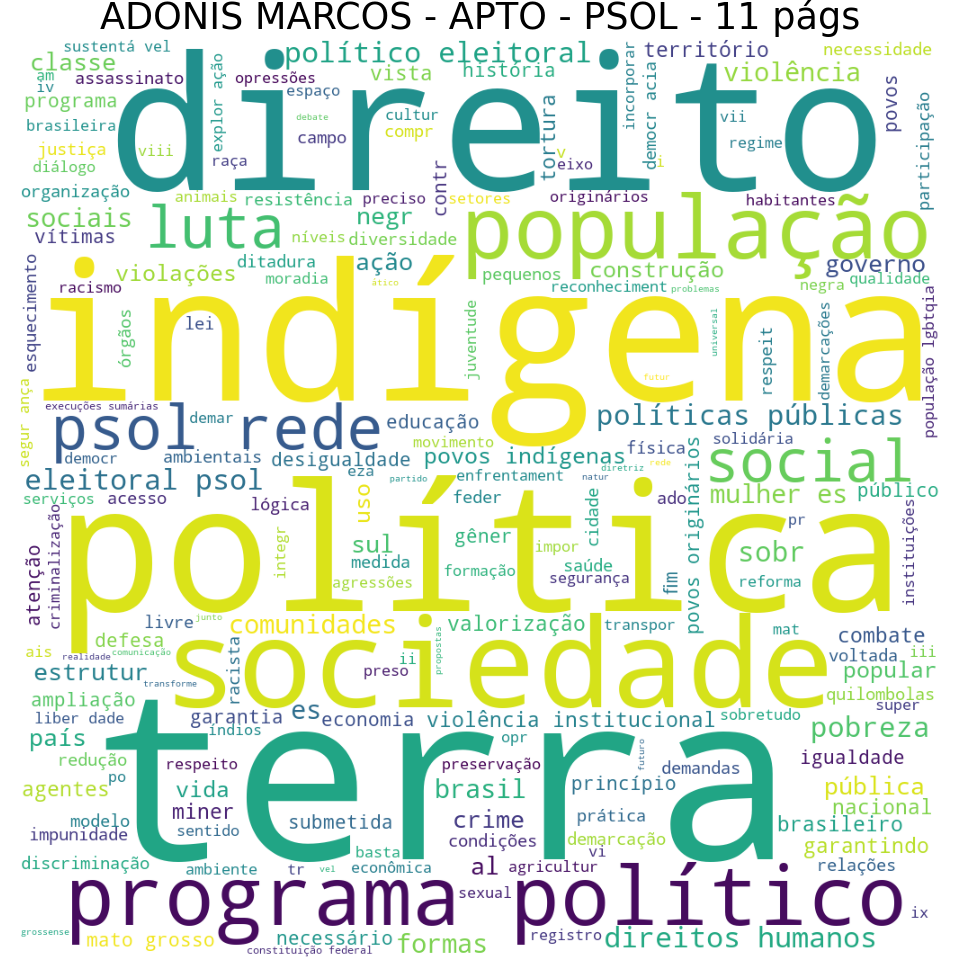 ADONIS MARCOS - APTO - PSOL - 11 págs
sustentá vel
político eleitoral
território
necessidade
classe
am
assassinato
opressões
vista
história
incorporar
democr acia
violência
povos
iv
explor ação
espaço
programa
debate
cultur
compr
tortura
vii
participação
brasileira
campo
direito
regime
justiça
viii
raça
v
eixo
i
diálogo
organização
animais
resistência
preciso
contr
setores
originários
habitantes
sociais
luta
negr
população
vítimas
níveis
diversidade
violações
ditadura
ação
pequenos
construção
governo
esquecimento
racismo
moradia
ático
reconheciment
problemas
negra
qualidade
indígena
órgãos
lei
juventude
universal
respeit
demarcações
população lgbtqia
segur ança
futur
execuções sumárias
psol rede
demar
educação
políticas públicas
movimento
solidária
democr
ambientais
desigualdade
povos indígenas
física
social
eleitoral psol
eza
partido
enfrentament
diretriz
natur
rede
serviços
acesso
lógica
uso
feder
cidade
ado
mulher es
público
política
criminalização
atenção
integr
sul
gêner
impor
povos originários
pr
sobr
instituições
medida
agressões
formação
saúde
segurança
fim
reforma
livre
junto
comunidades
valorização
transpor
mat
combate
defesa
ais
realidade
comunicação
racista
sociedade
propostas
preso
ii
voltada
iii
estrutur
transforme
popular
ampliação
quilombolas
super
liber dade
garantia
es
economia
violência institucional
sobretudo
pobreza
índios
país
opr
futuro
terra
redução
respeito
preservação
demandas
igualdade
po
agentes
vida
brasil
princípio
pública
miner
nacional
modelo
impunidade
sentido
submetida
crime
prática
brasileiro
condições
demarcação
garantindo
discriminação
basta
vi
ambiente
tr
vel
econômica
al
agricultur
relações
programa político
sexual
ix
grossense
mato grosso
necessário
constituição federal
formas
registro
direitos humanos